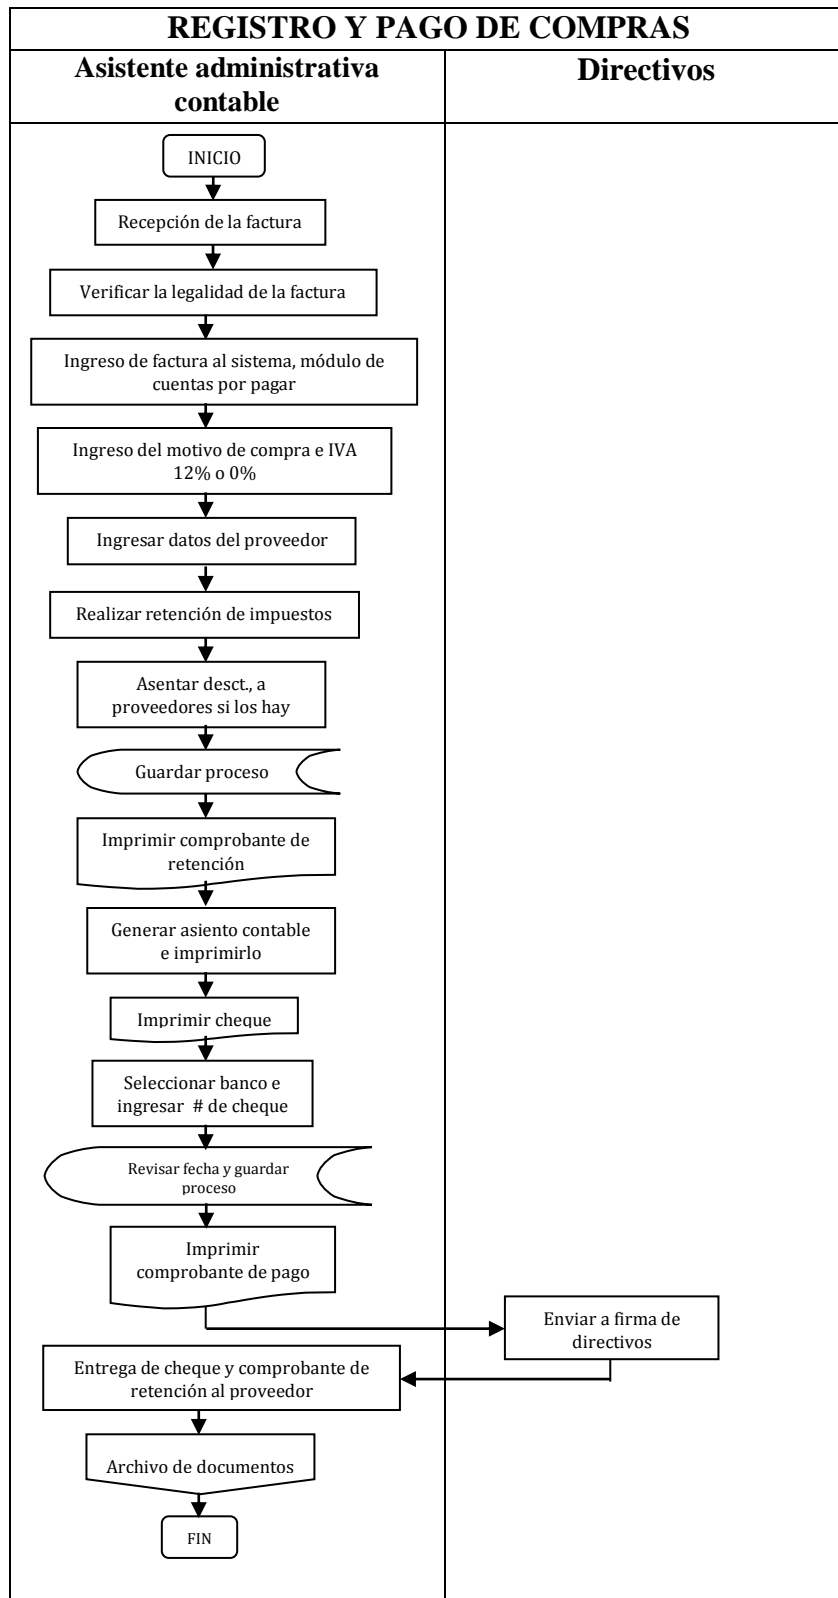 REGISTRO Y PAGO DE COMPRAS
Asistente administrativa
contable
Directivos
INICIO
Recepción de la factura
Verificar la legalidad de la factura
Ingreso de factura al sistema, módulo de
cuentas por pagar
Ingreso del motivo de compra e IVA
12% o 0%
Ingresar datos del proveedor
Realizar retención de impuestos
Asentar desct., a
proveedores si los hay
Guardar proceso
Imprimir comprobante de
retención
Generar asiento contable
e imprimirlo
Imprimir cheque
Seleccionar banco e
ingresar # de cheque
Revisar fecha y guardar
proceso
Imprimir
comprobante de pago
Enviar a firma de
directivos
Entrega de cheque y comprobante de
retención al proveedor
Archivo de documentos
FIN